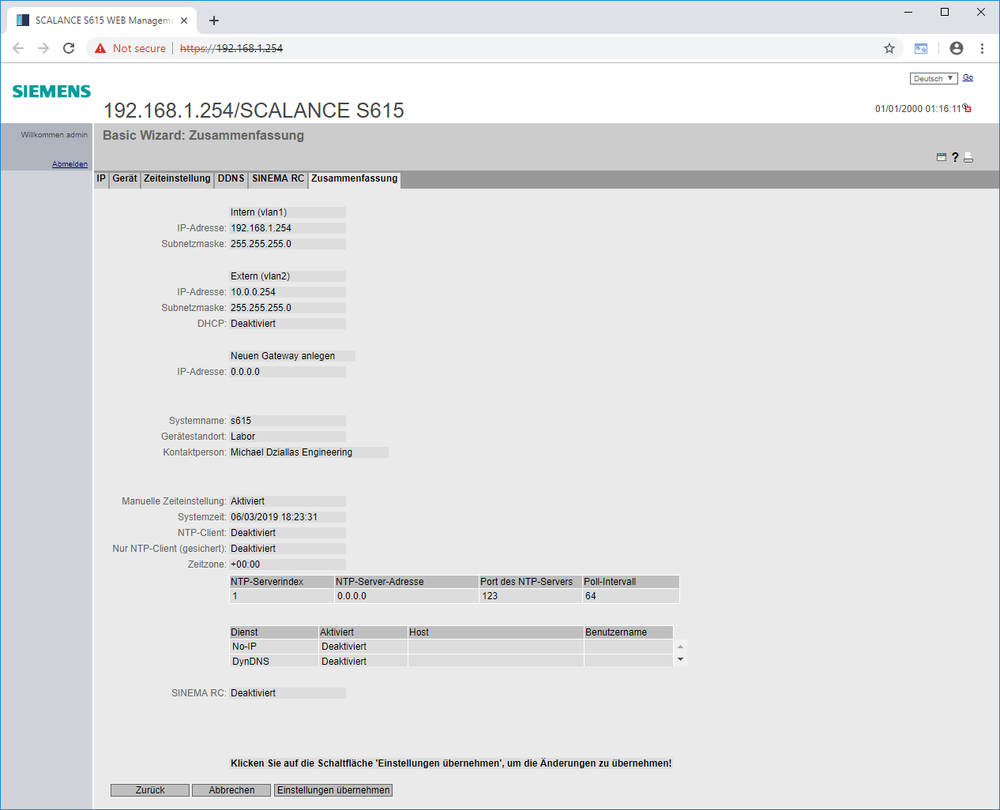 SCALANCE S615 WEB Manageme
Not secure https://192.168.1.254
Deutsch Go
SIEMENS
192.168.1.254/SCALANCE S615
01/01/2000 01:16:11
Willkommen admin
Abmelden
Basic Wizard: Zusammenfassung
?
IP Gerät Zeiteinstellung DDNS SINEMA RC Zusammenfassung
Intern (vlan1)
IP-Adresse: 192.168.1.254
Subnetzmaske: 255.255.255.0
Extern (vlan2)
IP-Adresse: 10.0.0.254
Subnetzmaske: 255.255.255.0
DHCP: Deaktiviert
Neuen Gateway anlegen
IP-Adresse: 0.0.0.0
Systemname: s615
Gerätestandort: Labor
Kontaktperson: Michael Dziallas Engineering
Manuelle Zeiteinstellung: Aktiviert
Systemzeit: 06/03/2019 18:23:31
NTP-Client: Deaktiviert
Nur NTP-Client (gesichert): Deaktiviert
Zeitzone: +00:00
NTP-Serverindex NTP-Server-Adresse Port des NTP-Servers Poll-Intervall
1 0.0.0.0 123 64
Dienst Aktiviert Host Benutzername
No-IP Deaktiviert
DynDNS Deaktiviert
SINEMA RC: Deaktiviert
Klicken Sie auf die Schaltfläche 'Einstellungen übernehmen', um die Änderungen zu übernehmen!
Zurück Abbrechen Einstellungen übernehmen